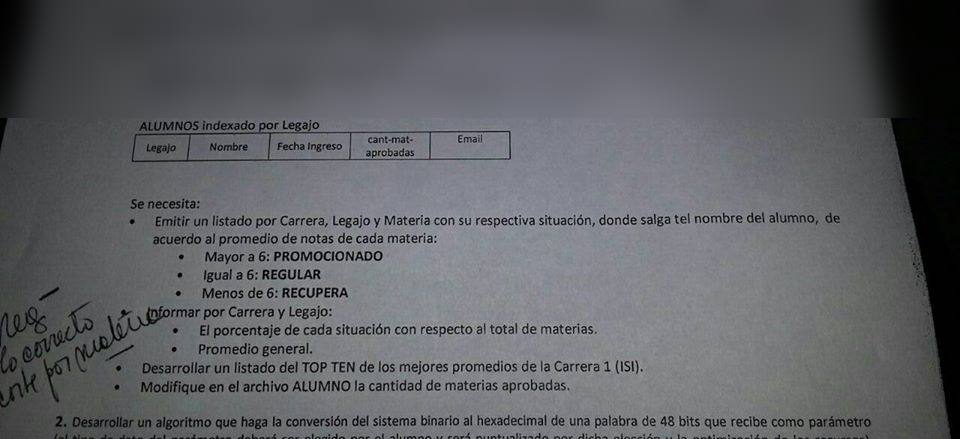 ALUMNOS indexado por Legajo
Legajo Nombre Fecha Ingreso cant-mat-aprobadas Email
Se necesita:
• Emitir un listado por Carrera, Legajo y Materia con su respectiva situación, donde salga tel nombre del alumno, de
acuerdo al promedio de notas de cada materia:
• Mayor a 6: PROMOCIONADO
• Igual a 6: REGULAR
• Menos de 6: RECUPERA
Informar por Carrera y Legajo:
• El porcentaje de cada situación con respecto al total de materias.
• Promedio general.
lo correcto
corte por materia
• Desarrollar un listado del TOP TEN de los mejores promedios de la Carrera 1 (ISI).
• Modifique en el archivo ALUMNO la cantidad de materias aprobadas.
2. Desarrollar un algoritmo que haga la conversión del sistema binario al hexadecimal de una palabra de 48 bits que recibe como parámetro